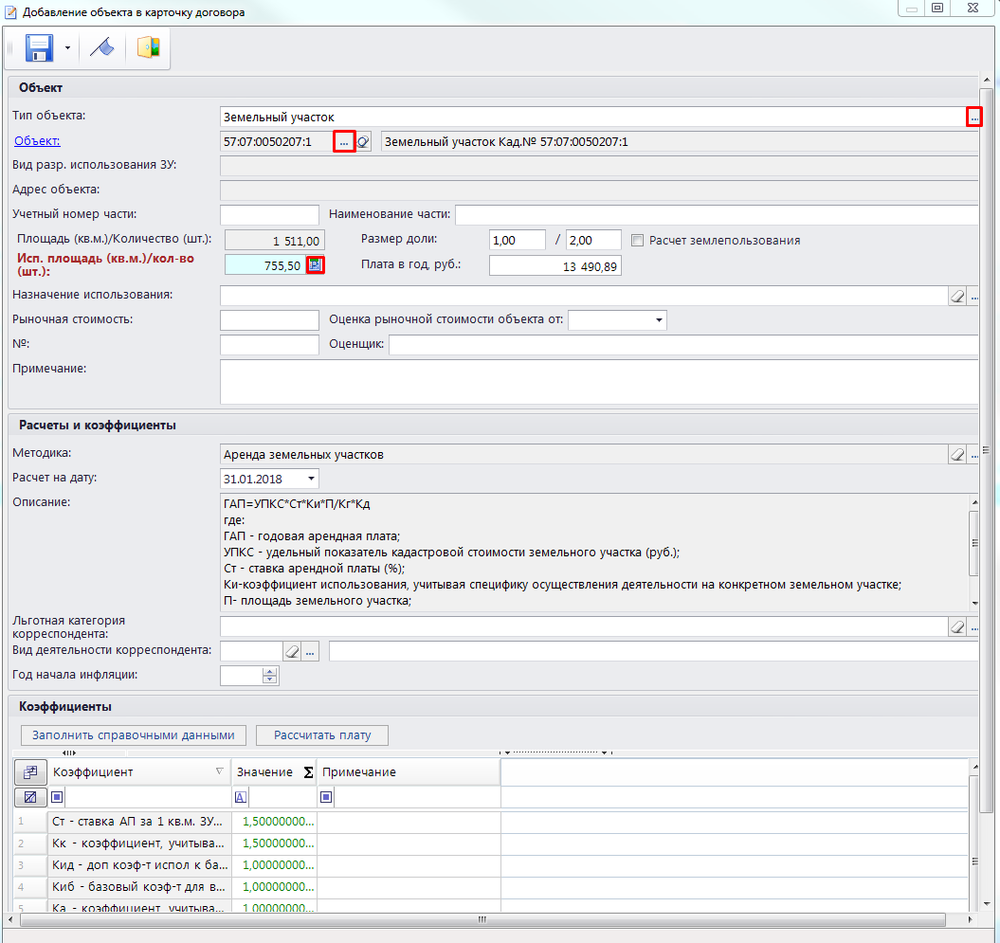 Добавление объекта в карточку договора
Объект
Тип объекта: Земельный участок ...
Объект: 57:07:0050207:1 ... Земельный участок Кад.№ 57:07:0050207:1
Вид разр. использования ЗУ:
Адрес объекта:
Учетный номер части: Наименование части:
Площадь (кв.м.)/Количество (шт.): 1 511,00 Размер доли: 1,00 / 2,00 Расчет землепользования
Исп. площадь (кв.м.)/кол-во
(шт.): 755,50 Плата в год, руб.: 13 490,89
Назначение использования: ...
Рыночная стоимость: Оценка рыночной стоимости объекта от:
№: Оценщик:
Примечание:
Расчеты и коэффициенты
Методика: Аренда земельных участков ...
Расчет на дату: 31.01.2018
Описание: ГАП=УПКС*Ст*Ки*П/Кг*Кд
где:
ГАП - годовая арендная плата;
УПКС - удельный показатель кадастровой стоимости земельного участка (руб.);
Ст - ставка арендной платы (%);
Ки-коэффициент использования, учитывая специфику осуществления деятельности на конкретном земельном участке;
П- площадь земельного участка;
Льготная категория
корреспондента: ...
Вид деятельности корреспондента: ...
Год начала инфляции:
Коэффициенты
Заполнить справочными данными Рассчитать плату
Коэффициент Значение Σ Примечание
A
1 Ст - ставка АП за 1 кв.м. ЗУ... 1,50000000...
2 Кк - коэффициент, учитыва... 1,50000000...
3 Кид - доп коэф-т испол к ба... 1,00000000...
4 Киб - базовый коэф-т для в... 1,00000000...
5 Ка - коэффициент, учитыва... 1,00000000...